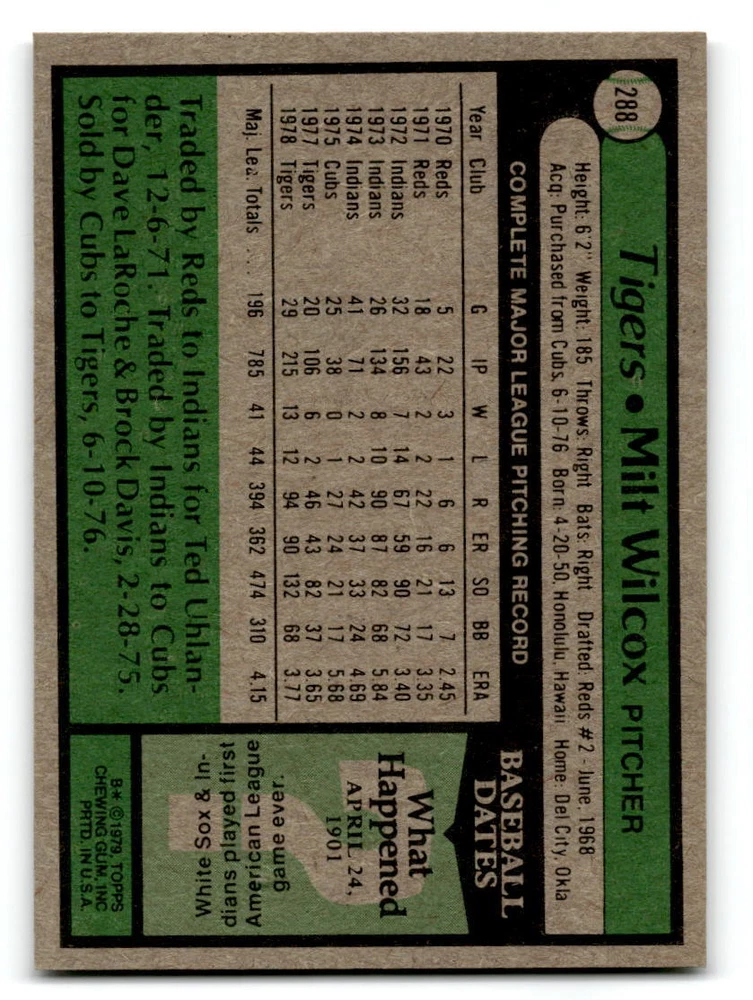 288
Tigers • Milt Wilcox PITCHER
Height: 6'2" Weight: 185 Throws: Right Bats: Right Drafted: Reds #2 - June, 1968
Acq: Purchased from Cubs, 6-10-76 Born: 4-20-50, Honolulu, Hawaii Home: Del City, Okla
COMPLETE MAJOR LEAGUE PITCHING RECORD
Year Club G IP W L R ER SO BB ERA
1970 Reds 5 22 3 1 6 6 13 7 2.45
1971 Reds 18 43 2 2 22 16 21 17 3.35
1972 Indians 32 156 7 14 67 59 90 72 3.40
1973 Indians 26 134 8 10 90 87 82 68 5.84
1974 Indians 41 71 2 2 42 37 33 24 4.69
1975 Cubs 25 38 0 1 27 24 21 17 5.68
1977 Tigers 20 106 6 2 46 43 82 37 3.65
1978 Tigers 29 215 13 12 94 90 132 68 3.77
Maj. Lea. Totals .... 196 785 41 44 394 362 474 310 4.15
Traded by Reds to Indians for Ted Uhlan-
der, 12-6-71. Traded by Indians to Cubs
for Dave LaRoche & Brock Davis, 2-28-75.
Sold by Cubs to Tigers, 6-10-76.
BASEBALL
DATES
What
Happened
APRIL 24,
1901
?
White Sox & In-
dians played first
American League
game ever.
B* © 1979 TOPPS
CHEWING GUM, INC
PRTD. IN U.S.A.